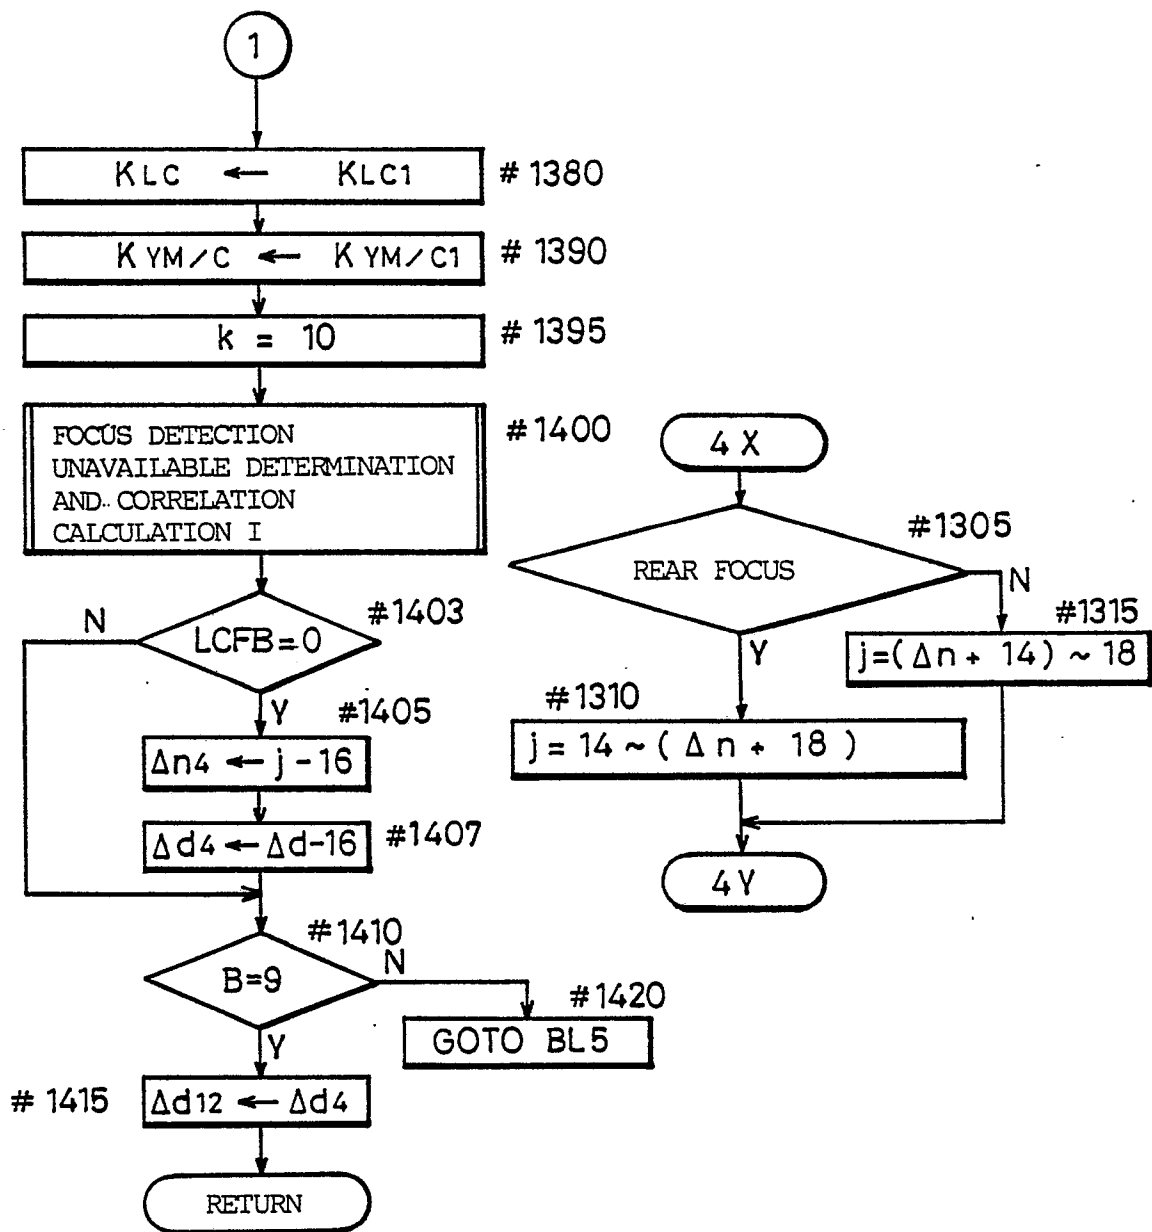 1
KLC ← KLC1 #1380
KYM/C ← KYM/C1 #1390
k = 10 #1395
FOCUS DETECTION
UNAVAILABLE DETERMINATION
AND CORRELATION
CALCULATION I
#1400
N
LCFB=0
#1403
Y
#1405
Δn4 ← j-16
Δd4 ← Δd-16 #1407
#1410
B=9
N
#1420
GOTO BL5
Y
#1415 Δd12 ← Δd4
RETURN
4X
#1305
REAR FOCUS
N
#1315
j=(Δn + 14) ~ 18
Y
#1310
j = 14 ~ (Δn + 18)
4Y